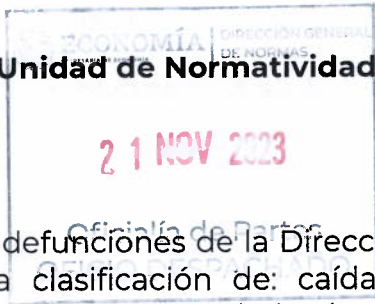 ECONOMÍA DIRECCIÓN GENERAL
DE NORMAS
Unidad de Normatividad
21 NOV 2023
Oficialía de Partes
defunciones de la Direcc
DESPACHADO
a clasificación de: caída